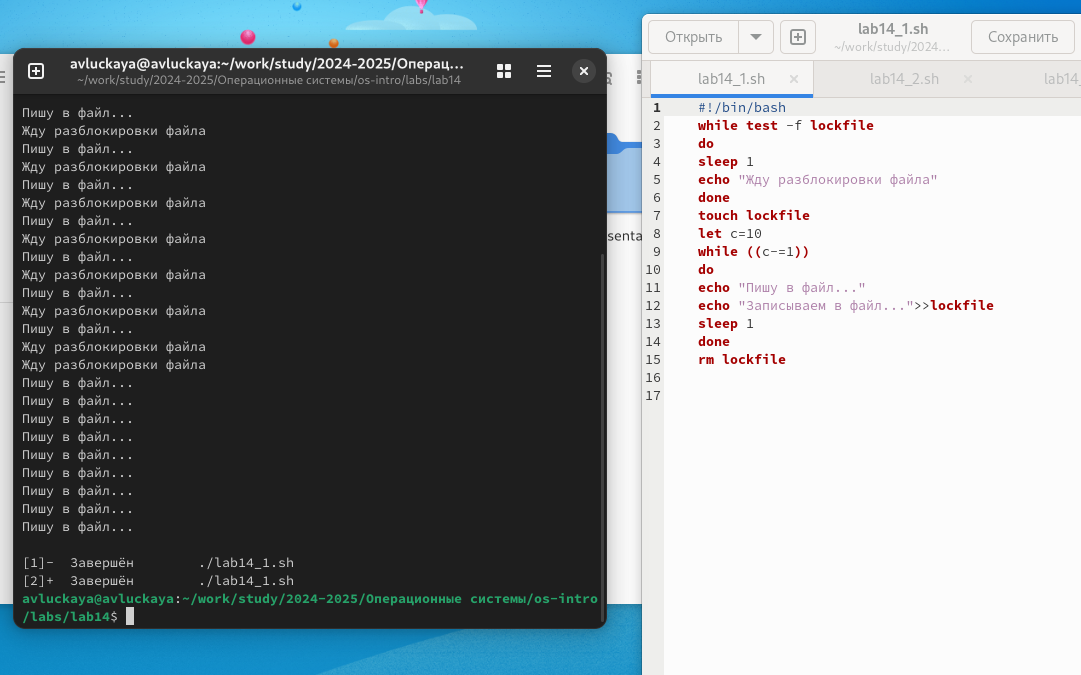 avluckaya@avluckaya:~/work/study/2024-2025/Операц...
~/work/study/2024-2025/Операционные системы/os-intro/labs/lab14
Пишу в файл...
Жду разблокировки файла
Пишу в файл...
Жду разблокировки файла
Пишу в файл...
Жду разблокировки файла
Пишу в файл...
Жду разблокировки файла
Пишу в файл...
Жду разблокировки файла
Пишу в файл...
Жду разблокировки файла
Пишу в файл...
Жду разблокировки файла
Жду разблокировки файла
Пишу в файл...
Пишу в файл...
Пишу в файл...
Пишу в файл...
Пишу в файл...
Пишу в файл...
Пишу в файл...
Пишу в файл...
Пишу в файл...
[1]-  Завершён        ./lab14_1.sh
[2]+  Завершён        ./lab14_1.sh
avluckaya@avluckaya:~/work/study/2024-2025/Операционные системы/os-intro
/labs/lab14$
senta
Открыть
lab14_1.sh
~/work/study/2024...
Сохранить
lab14_1.sh
lab14_2.sh
lab14
1 #!/bin/bash
2 while test -f lockfile
3 do
4 sleep 1
5 echo "Жду разблокировки файла"
6 done
7 touch lockfile
8 let c=10
9 while ((c-=1))
10 do
11 echo "Пишу в файл..."
12 echo "Записываем в файл...">>lockfile
13 sleep 1
14 done
15 rm lockfile
16
17